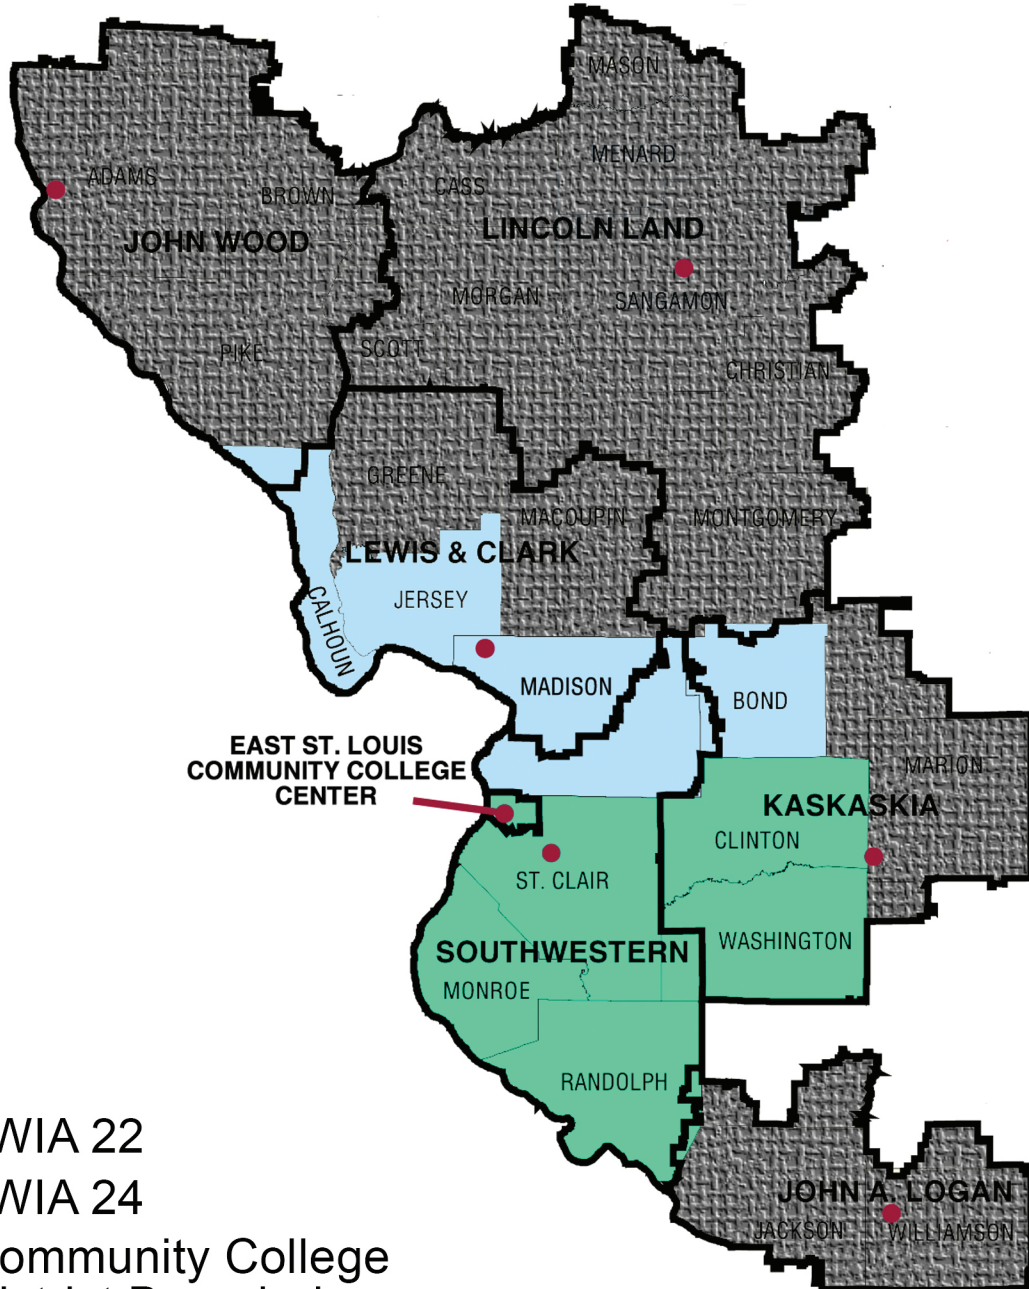 MASON
MENARD
ADAMS
CASS
BROWN
LINCOLN LAND
JOHN WOOD
MORGAN
SANGAMON
SCOTT
PIKE
CHRISTIAN
GREENE
MACOUPIN
MONTGOMERY
LEWIS & CLARK
JERSEY
CALHOUN
MADISON
BOND
EAST ST. LOUIS
COMMUNITY COLLEGE
CENTER
MARION
KASKASKIA
CLINTON
ST. CLAIR
WASHINGTON
SOUTHWESTERN
MONROE
RANDOLPH
WIA 22
WIA 24
JOHN A. LOGAN
JACKSON
WILLIAMSON
ommunity College